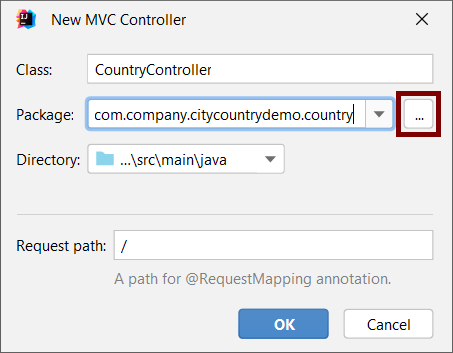 New MVC Controller
Class: CountryController
Package: com.company.citycountrydemo.country ...
Directory: ...\src\main\java
Request path: /
A path for @RequestMapping annotation.
OK Cancel